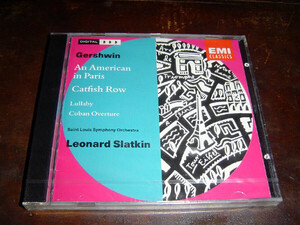 DIGITAL
EMI
CLASSICS
Gershwin
An American
in Paris
Catfish Row
Lullaby
Cuban Overture
Saint Louis Symphony Orchestra
Leonard Slatkin